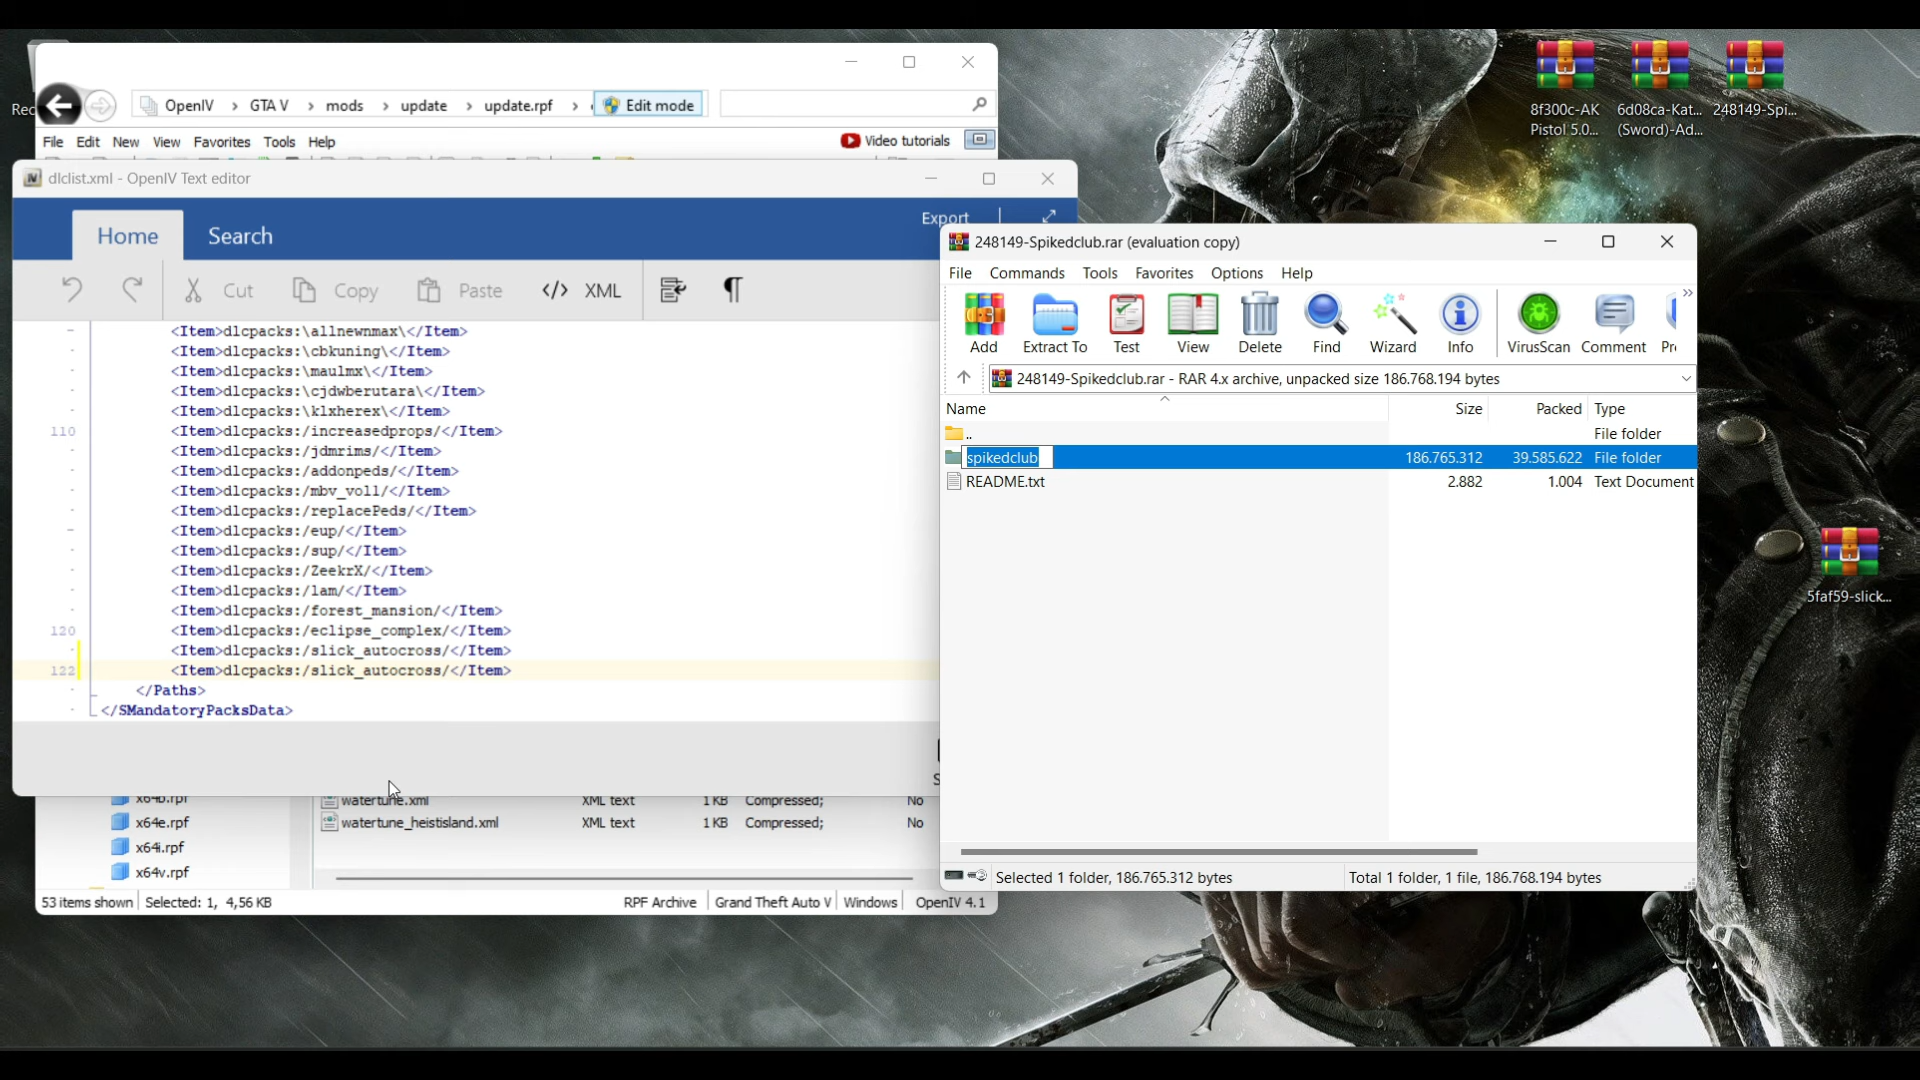 Rec
OpenIV
GTA V
mods
update
update.rpf
Edit mode
File
Edit
New
View
Favorites
Tools
Help
Video tutorials
dlclist.xml - OpenIV Text editor
Export
Home
Search
Cut
Copy
Paste
XML
<Item>dlcpacks:\allnewnmax\</Item>
<Item>dlcpacks:\cbkuning\</Item>
<Item>dlcpacks:\maulmx\</Item>
<Item>dlcpacks:\cjdwberutara\</Item>
<Item>dlcpacks:\klxherex\</Item>
110 <Item>dlcpacks:/increasedprops/</Item>
<Item>dlcpacks:/jdmrims/</Item>
<Item>dlcpacks:/addonpeds/</Item>
<Item>dlcpacks:/mbv_vol1/</Item>
<Item>dlcpacks:/replacePeds/</Item>
<Item>dlcpacks:/eup/</Item>
<Item>dlcpacks:/sup/</Item>
<Item>dlcpacks:/ZeekrX/</Item>
<Item>dlcpacks:/lam/</Item>
<Item>dlcpacks:/forest_mansion/</Item>
120 <Item>dlcpacks:/eclipse_complex/</Item>
<Item>dlcpacks:/slick_autocross/</Item>
122 <Item>dlcpacks:/slick_autocross/</Item>
</Paths>
</SMandatoryPacksData>
x64b.rpf
x64e.rpf
x64i.rpf
x64v.rpf
watertune.xml XML text 1 KB Compressed; No
watertune_heistisland.xml XML text 1 KB Compressed; No
53 items shown Selected: 1, 4,56 KB
RPF Archive Grand Theft Auto V Windows OpenIV 4.1
248149-Spikedclub.rar (evaluation copy)
File Commands Tools Favorites Options Help
Add
Extract To
Test
View
Delete
Find
Wizard
Info
VirusScan
Comment
248149-Spikedclub.rar - RAR 4.x archive, unpacked size 186.768.194 bytes
Name Size Packed Type
.. File folder
spikedclub 186.765.312 39.585.622 File folder
README.txt 2.882 1.004 Text Document
Selected 1 folder, 186.765.312 bytes
Total 1 folder, 1 file, 186.768.194 bytes
8f300c-AK
Pistol 5.0...
6d08ca-Kat...
(Sword)-Ad...
248149-Spi...
5faf59-slick...